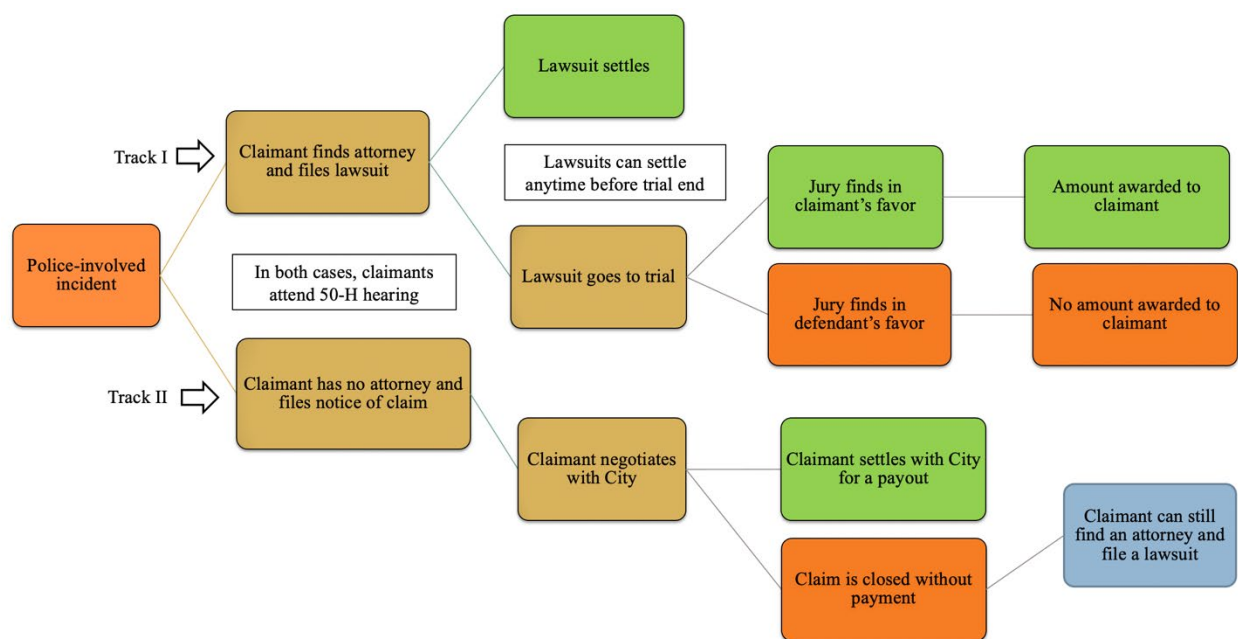 Lawsuit settles
Track I
Claimant finds attorney
and files lawsuit
Lawsuits can settle
anytime before trial end
Jury finds in
claimant’s favor
Amount awarded to
claimant
Police-involved
incident
In both cases, claimants
attend 50-H hearing
Lawsuit goes to trial
Jury finds in
defendant’s favor
No amount awarded to
claimant
Track II
Claimant has no attorney and
files notice of claim
Claimant negotiates
with City
Claimant settles with City
for a payout
Claim is closed without
payment
Claimant can still
find an attorney and
file a lawsuit